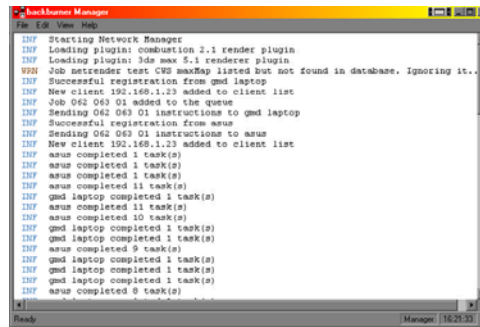 backburner Manager
File Edit View Help
INF Starting Network Manager
INF Loading plugin: combustion 2.1 render plugin
INF Loading plugin: 3ds max 5.1 renderer plugin
WRN Job netrender test CWS maxMap listed but not found in database. Ignoring it..
INF Successful registration from gmd laptop
INF New client 192.168.1.23 added to client list
INF Job 062 063 01 added to the queue
INF Sending 062 063 01 instructions to gmd laptop
INF Successful registration from asus
INF Sending 062 063 01 instructions to asus
INF New client 192.168.1.23 added to client list
INF asus completed 1 task(s)
INF asus completed 1 task(s)
INF asus completed 1 task(s)
INF asus completed 11 task(s)
INF gmd laptop completed 1 task(s)
INF asus completed 11 task(s)
INF asus completed 10 task(s)
INF gmd laptop completed 1 task(s)
INF gmd laptop completed 1 task(s)
INF asus completed 9 task(s)
INF gmd laptop completed 1 task(s)
INF gmd laptop completed 1 task(s)
INF gmd laptop completed 1 task(s)
INF asus completed 8 task(s)
Ready Manager 16:21:33